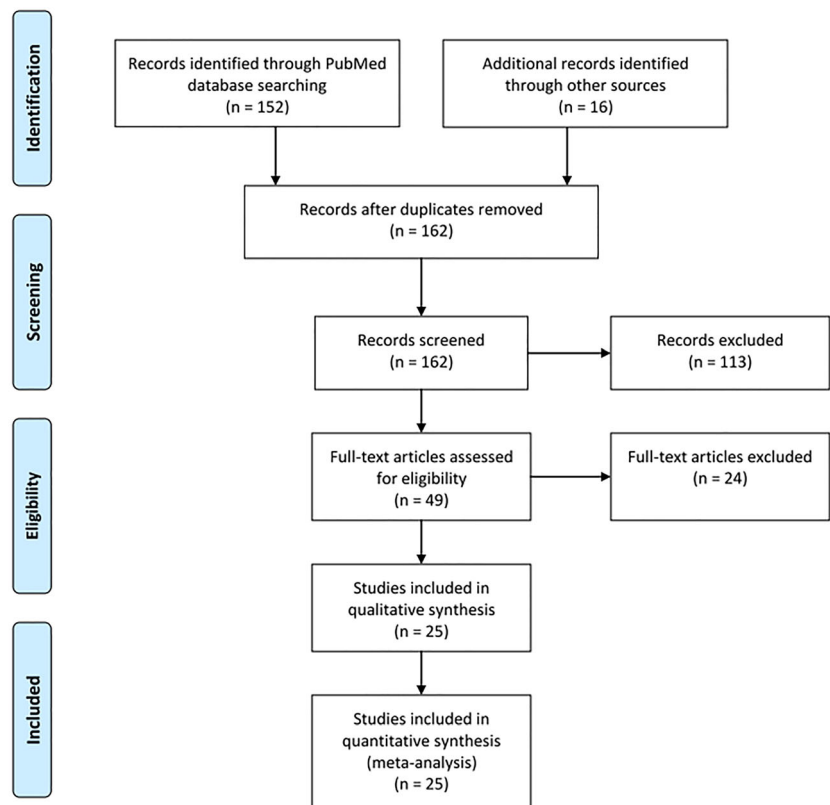 Identification
Records identified through PubMed
database searching
(n = 152)
Additional records identified
through other sources
(n = 16)
Records after duplicates removed
(n = 162)
Screening
Records screened
(n = 162)
Records excluded
(n = 113)
Eligibility
Full-text articles assessed
for eligibility
(n = 49)
Full-text articles excluded
(n = 24)
Studies included in
qualitative synthesis
(n = 25)
Included
Studies included in
quantitative synthesis
(meta-analysis)
(n = 25)